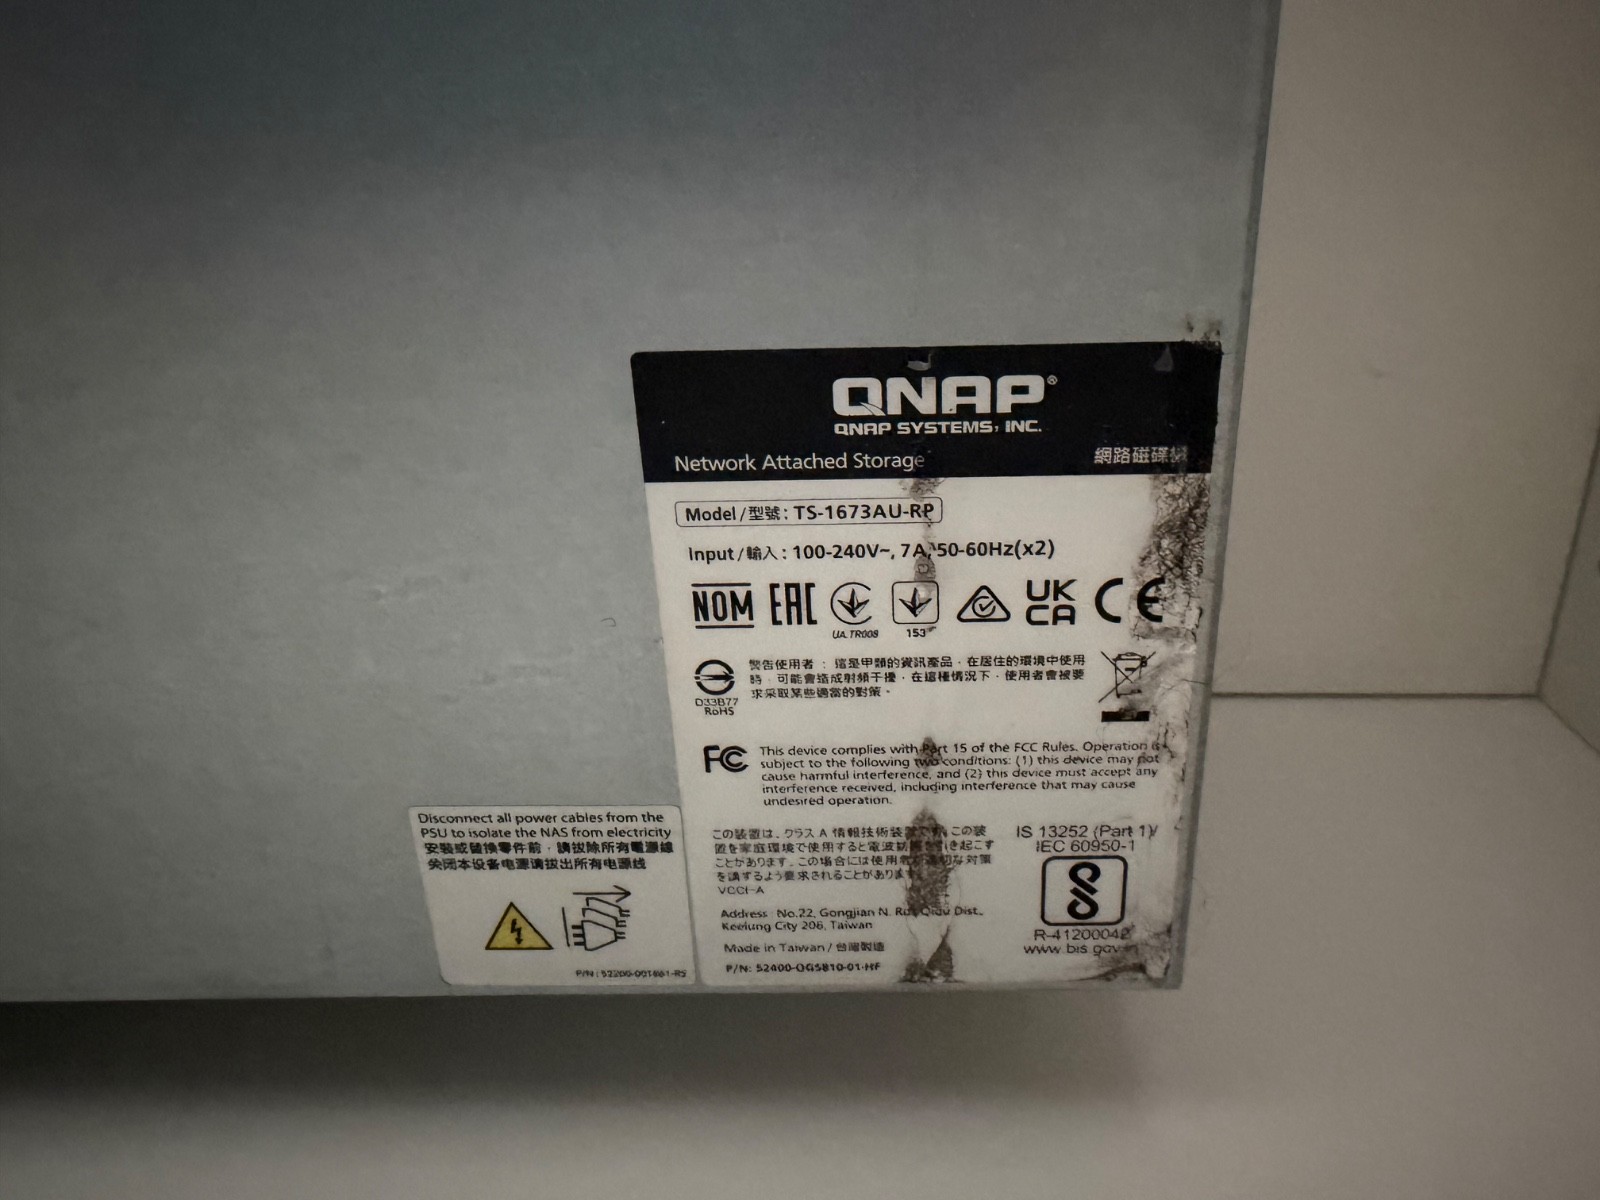 QNAP®
QNAP SYSTEMS, INC.
Network Attached Storage 網路磁碟機
Model/型號: TS-1673AU-RP
Input/輸入: 100-240V~, 7A, 50-60Hz(x2)
NOM EAC UA.TR008 153 UK CA CE
D33B77
RoHS
警告使用者：這是甲類的資訊產品，在居住的環境中使用
時，可能會造成射頻干擾，在這種情況下，使用者會被要
求采取某些適當的對策。
FC
This device complies with Part 15 of the FCC Rules. Operation is
subject to the following two conditions: (1) this device may not
cause harmful interference, and (2) this device must accept any
interference received, including interference that may cause
undesired operation.
この装置は、クラス A 情報技術装置です。この装
置を家庭環境で使用すると電波妨害を引き起こす
ことがあります。この場合には使用者が適切な対策
を講ずるよう要求されることがあります
VCCI-A
IS 13252 (Part 1)/
IEC 60950-1
R-41200042
www.bis.gov.in
Address: No.22, Gongjian N. Rd., Qidu Dist.,
Keelung City 206, Taiwan
Made in Taiwan / 台灣製造
P/N: 52400-OGS810-01-HF
Disconnect all power cables from the
PSU to isolate the NAS from electricity
安裝或替換零件前，請拔除所有電源線
关闭本设备电源请拔出所有电源线
P/N: 52200-001861-RS